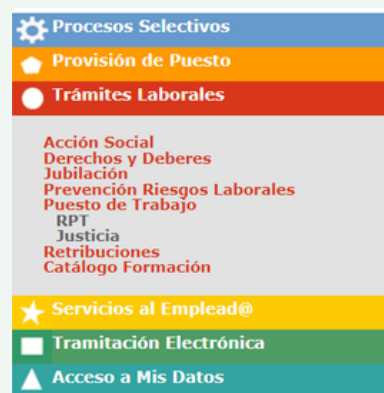 Procesos Selectivos
Provisión de Puesto
Trámites Laborales
Acción Social
Derechos y Deberes
Jubilación
Prevención Riesgos Laborales
Puesto de Trabajo
RPT
Justicia
Retribuciones
Catálogo Formación
Servicios al Emplead@
Tramitación Electrónica
Acceso a Mis Datos